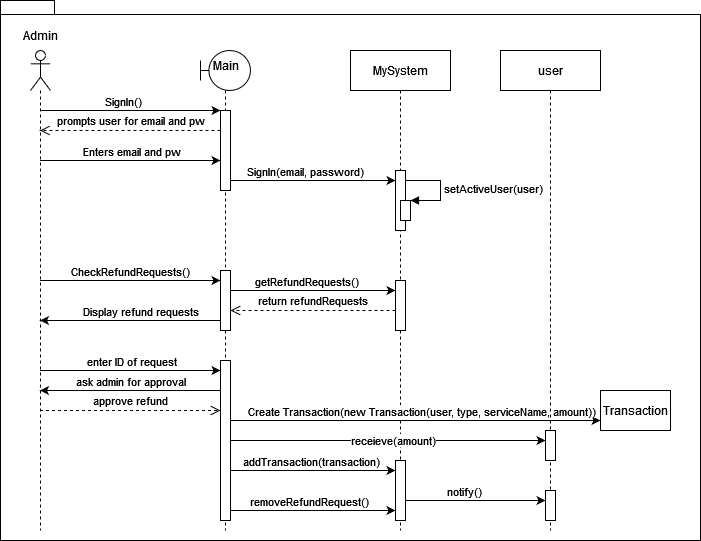 Admin
Main
MySystem
user
SignIn()
prompts user for email and pw
Enters email and pw
SignIn(email, password)
setActiveUser(user)
CheckRefundRequests()
getRefundRequests()
return refundRequests
Display refund requests
enter ID of request
ask admin for approval
approve refund
Create Transaction(new Transaction(user, type, serviceName, amount))
Transaction
receieve(amount)
addTransaction(transaction)
notify()
removeRefundRequest()